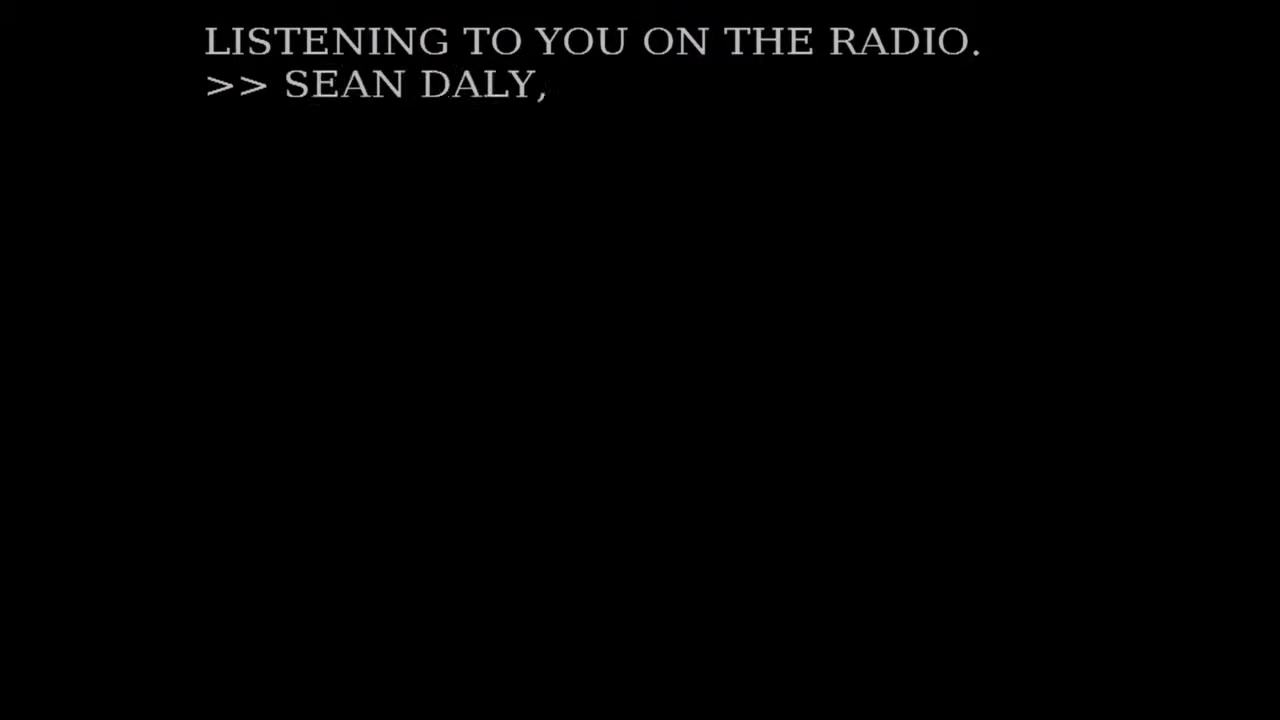 LISTENING TO YOU ON THE RADIO.
>> SEAN DALY,